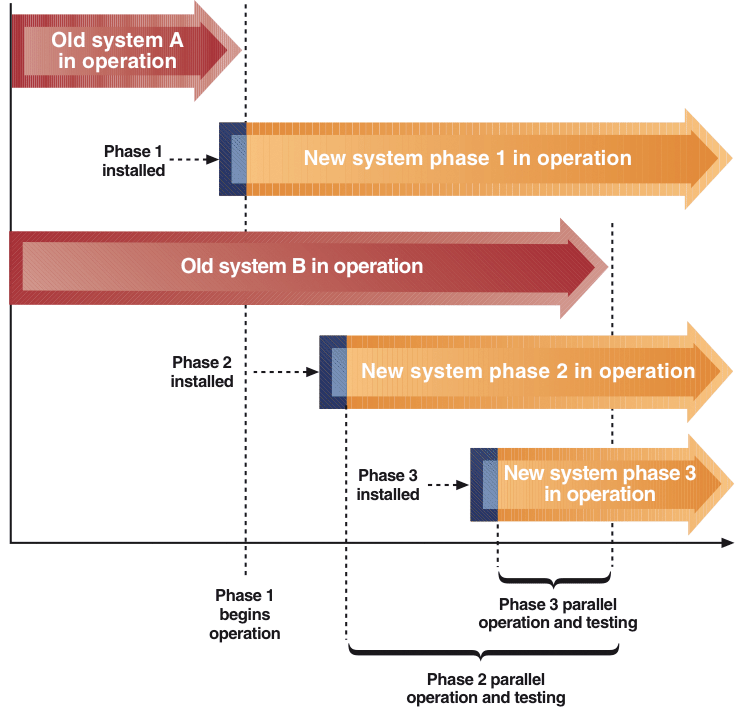 Old system A
in operation
Phase 1
installed
New system phase 1 in operation
Old system B in operation
Phase 2
installed
New system phase 2 in operation
Phase 3
installed
New system phase 3
in operation
Phase 1
begins
operation
Phase 3 parallel
operation and testing
Phase 2 parallel
operation and testing